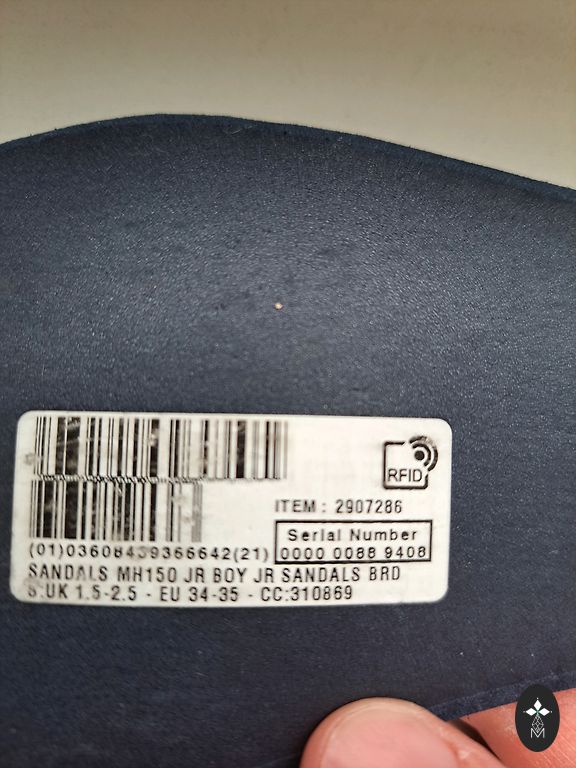 RFID
ITEM : 2907286
Serial Number
(01)03608439366642(21)
0000 0088 9408
SANDALS MH150 JR BOY JR SANDALS BRD
S:UK 1.5-2.5 - EU 34-35 - CC:310869
M